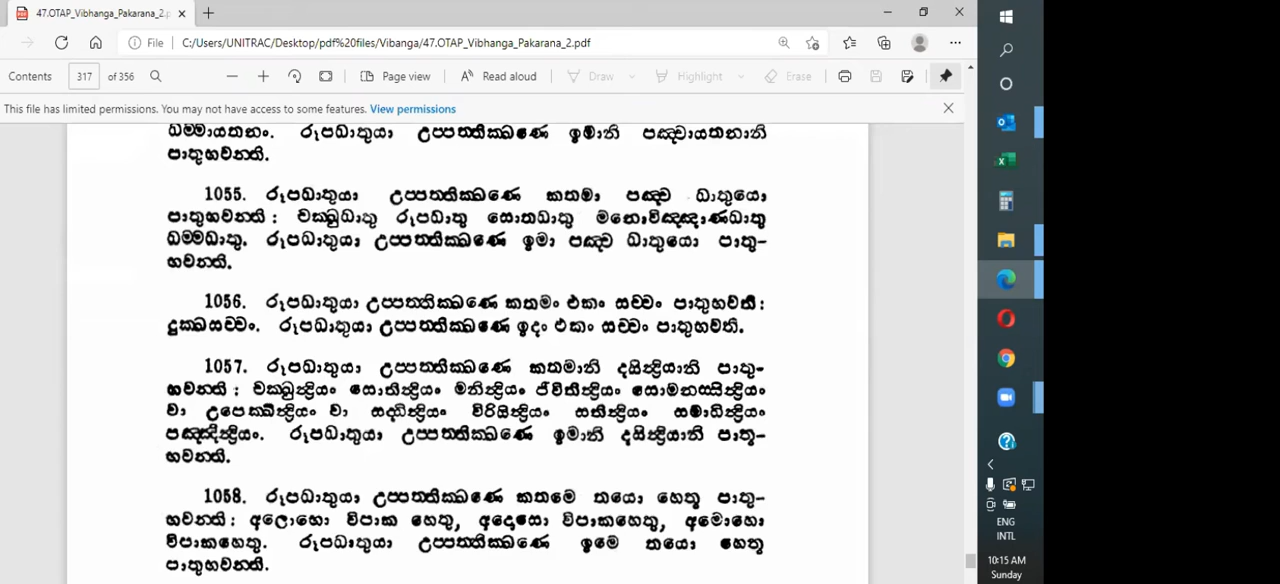 47.OTAP_Vibhanga_Pakarana_2.p
File C:/Users/UNITRAC/Desktop/pdf%20files/Vibanga/47.OTAP_Vibhanga_Pakarana_2.pdf
Contents 317 of 356 Page view Read aloud Draw Highlight Erase
This file has limited permissions. You may not have access to some features. View permissions
ධම්මායතනං. රූපධාතුයා උප්පත්තික්ඛණෙ ඉමානි පඤ්චායතනානි
පාතුභවන්ති.
1055. රූපධාතුයා උප්පත්තික්ඛණෙ කතමා පඤ්ච ධාතුයො
පාතුභවන්ති : චක්ඛුධාතු රූපධාතු සොතධාතු මනොවිඤ්ඤාණධාතු
ධම්මධාතු. රූපධාතුයා උප්පත්තික්ඛණෙ ඉමා පඤ්ච ධාතුයො පාතු-
භවන්ති.
1056. රූපධාතුයා උප්පත්තික්ඛණෙ කතමං එකං සච්චං පාතුභවති :
දුක්ඛසච්චං. රූපධාතුයා උප්පත්තික්ඛණෙ ඉදං එකං සච්චං පාතුභවති.
1057. රූපධාතුයා උප්පත්තික්ඛණෙ කතමානි දසින්ද්‍රියානි පාතු-
භවන්ති : චක්ඛුන්ද්‍රියං සොතින්ද්‍රියං මනින්ද්‍රියං ජීවිතින්ද්‍රියං සොමනස්සින්ද්‍රියං
වා උපෙක්ඛින්ද්‍රියං වා සද්ධින්ද්‍රියං විරියින්ද්‍රියං සතින්ද්‍රියං සමාධින්ද්‍රියං
පඤ්ඤින්ද්‍රියං. රූපධාතුයා උප්පත්තික්ඛණෙ ඉමානි දසින්ද්‍රියානි පාතු-
භවන්ති.
1058. රූපධාතුයා උප්පත්තික්ඛණෙ කතමෙ තයො හෙතූ පාතු-
භවන්ති : අලොභො විපාක හෙතු, අදොසො විපාකහෙතු, අමොහො
විපාකහෙතු. රූපධාතුයා උප්පත්තික්ඛණෙ ඉමෙ තයො හෙතූ
පාතුභවන්ති.
ENG
INTL
10:15 AM
Sunday